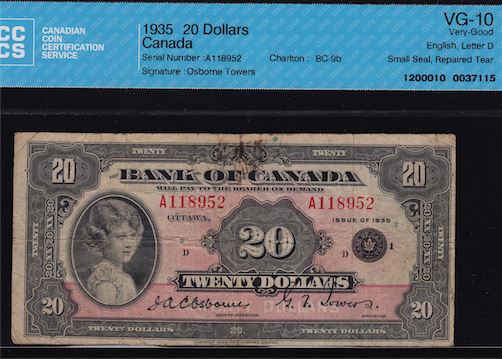 CC
CS
CANADIAN
COIN
CERTIFICATION
SERVICE
1935 20 Dollars
Canada
Serial Number :A118952
Charlton : BC-9b
Signature :Osborne Towers
VG-10
Very-Good
English, Letter D
Small Seal, Repaired Tear
1200010 0037115
TWENTY TWENTY
20 20
BANK OF CANADA
WILL PAY TO THE BEARER ON DEMAND
A118952 A118952
OTTAWA, ISSUE OF 1935
D 20 D 1
TWENTY DOLLARS
JACOsborne G. F. Towers.
20 20
TWENTY DOLLARS 20 TWENTY DOLLARS